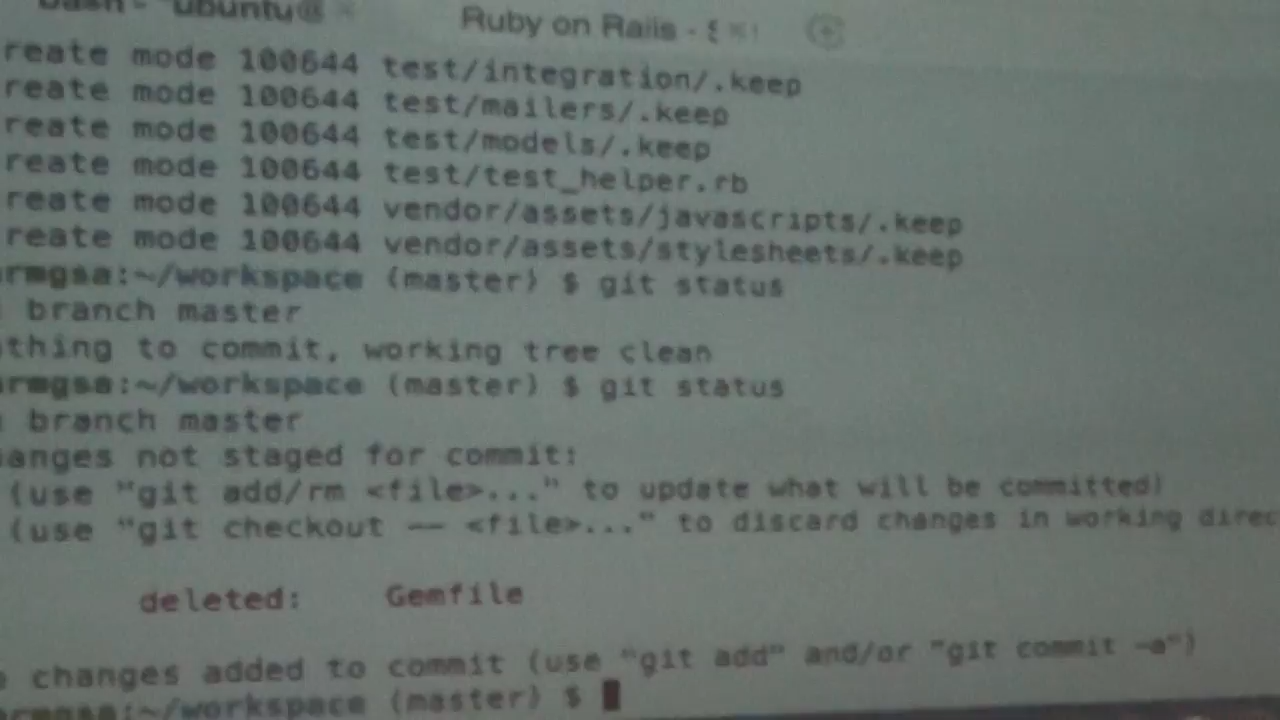 bash - "ubuntu@
Ruby on Rails -
reate mode 100644 test/integration/.keep
reate mode 100644 test/mailers/.keep
reate mode 100644 test/models/.keep
reate mode 100644 test/test_helper.rb
reate mode 100644 vendor/assets/javascripts/.keep
reate mode 100644 vendor/assets/stylesheets/.keep
:~/workspace (master) $ git status
branch master
thing to commit, working tree clean
:~/workspace (master) $ git status
branch master
anges not staged for commit:
(use "git add/rm <file>..." to update what will be committed)
(use "git checkout -- <file>..." to discard changes in working direc
deleted: Gemfile
changes added to commit (use "git add" and/or "git commit -a")
:~/workspace (master) $